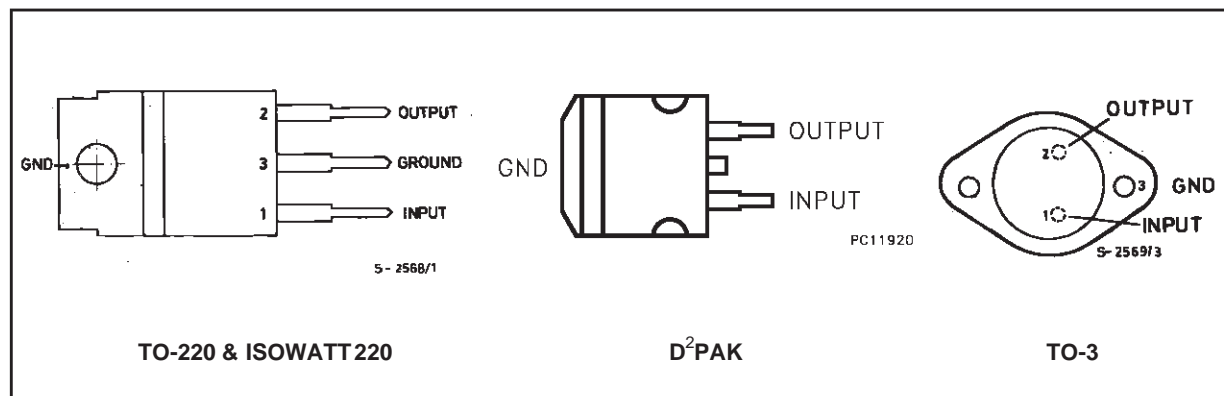 2 OUTPUT
GND 3 GROUND
1 INPUT
S-2568/1
TO-220 & ISOWATT220
OUTPUT
GND
INPUT
PC11920
D²PAK
OUTPUT
2
3 GND
1
INPUT
S-2569/3
TO-3